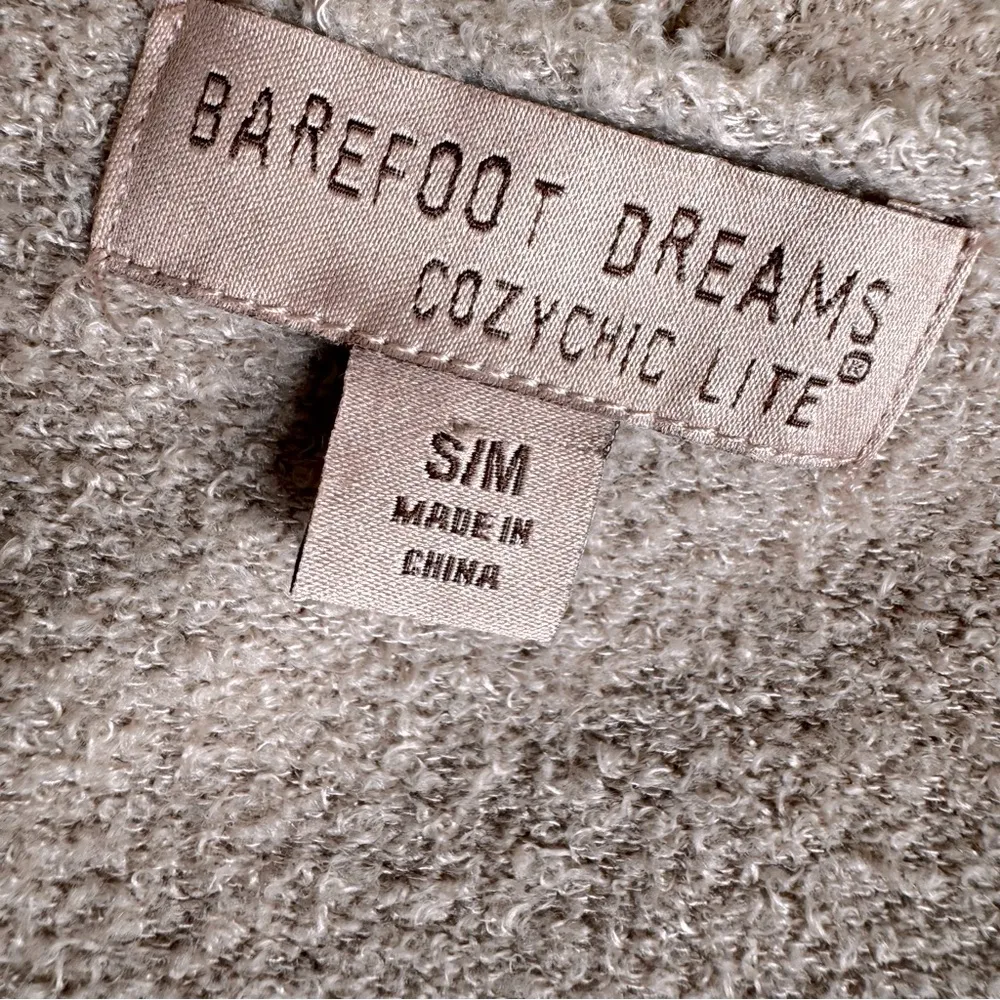 BAREFOOT DREAMS
COZYCHIC LITE®
S/M
MADE IN
CHINA